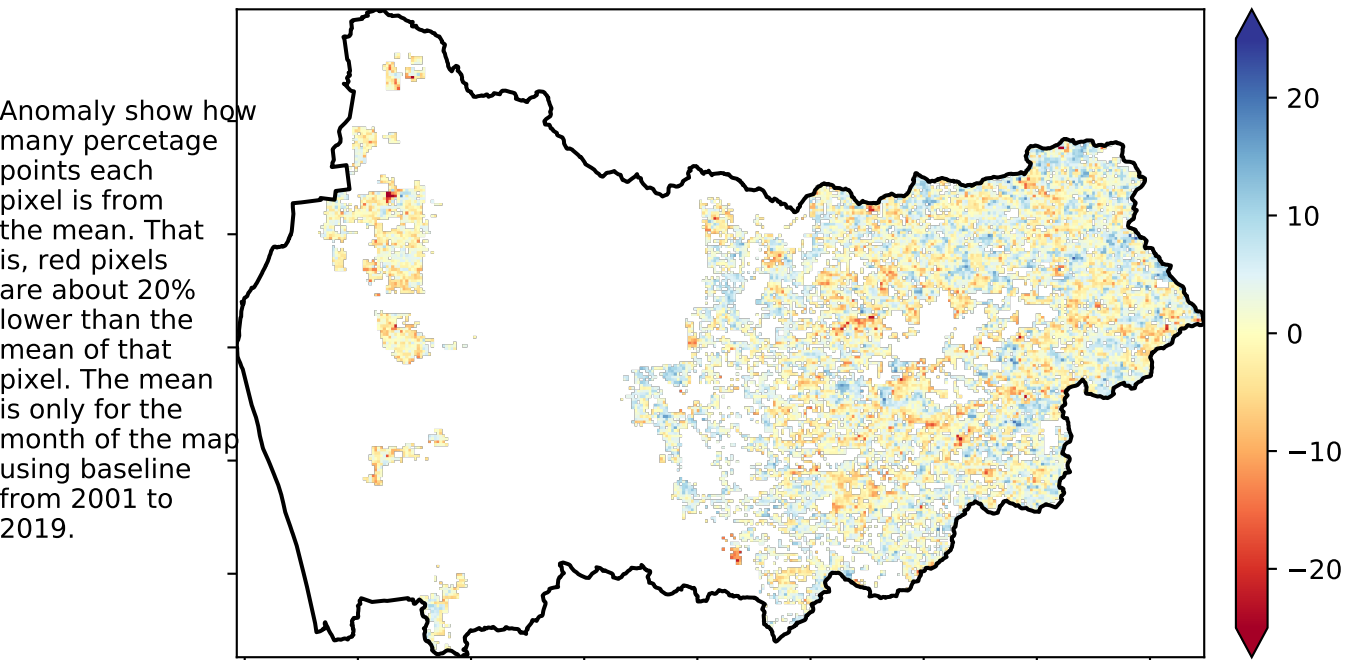 Anomaly show how
many percetage
points each
pixel is from
the mean. That
is, red pixels
are about 20%
lower than the
mean of that
pixel. The mean
is only for the
month of the map
using baseline
from 2001 to
2019.
20
10
0
−10
−20